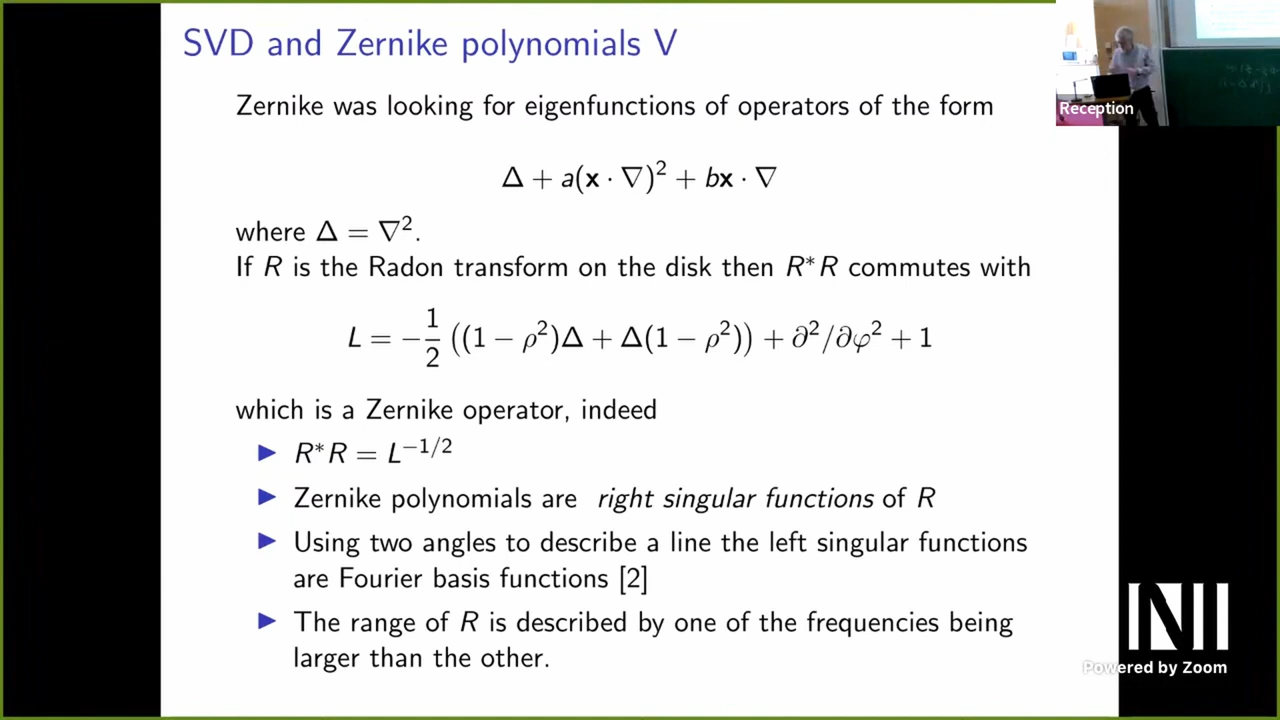 SVD and Zernike polynomials V
Zernike was looking for eigenfunctions of operators of the form
Δ + a(x · ∇)² + bx · ∇
where Δ = ∇².
If R is the Radon transform on the disk then R*R commutes with
L = −1/2 ((1 − ρ²)Δ + Δ(1 − ρ²)) + ∂²/∂φ² + 1
which is a Zernike operator, indeed
▶ R*R = L^{−1/2}
▶ Zernike polynomials are right singular functions of R
▶ Using two angles to describe a line the left singular functions
are Fourier basis functions [2]
▶ The range of R is described by one of the frequencies being
larger than the other.
Reception
NII
Powered by Zoom